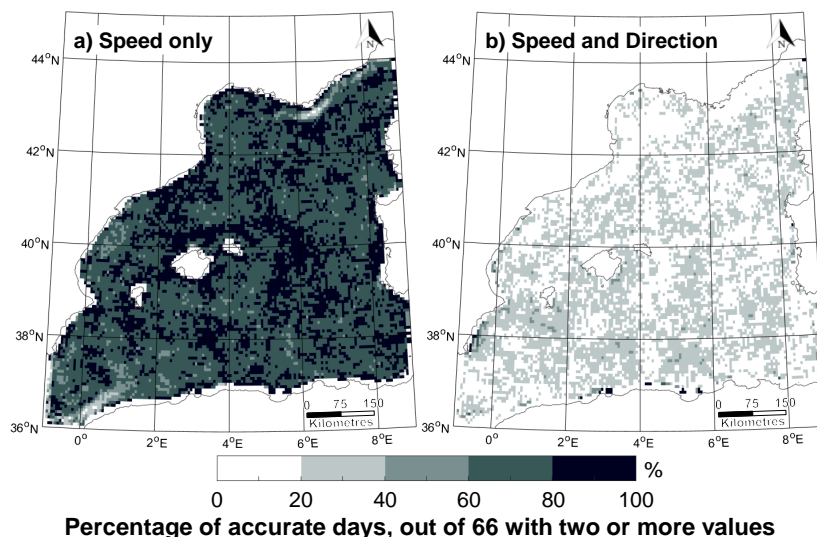 a) Speed only
N
b) Speed and Direction
N
44°N
42°N
40°N
38°N
36°N
0°
2°E
4°E
6°E
8°E
0 75 150
Kilometres
44°N
42°N
40°N
38°N
36°N
0°
2°E
4°E
6°E
8°E
0 75 150
Kilometres
0 20 40 60 80 100 %
Percentage of accurate days, out of 66 with two or more values